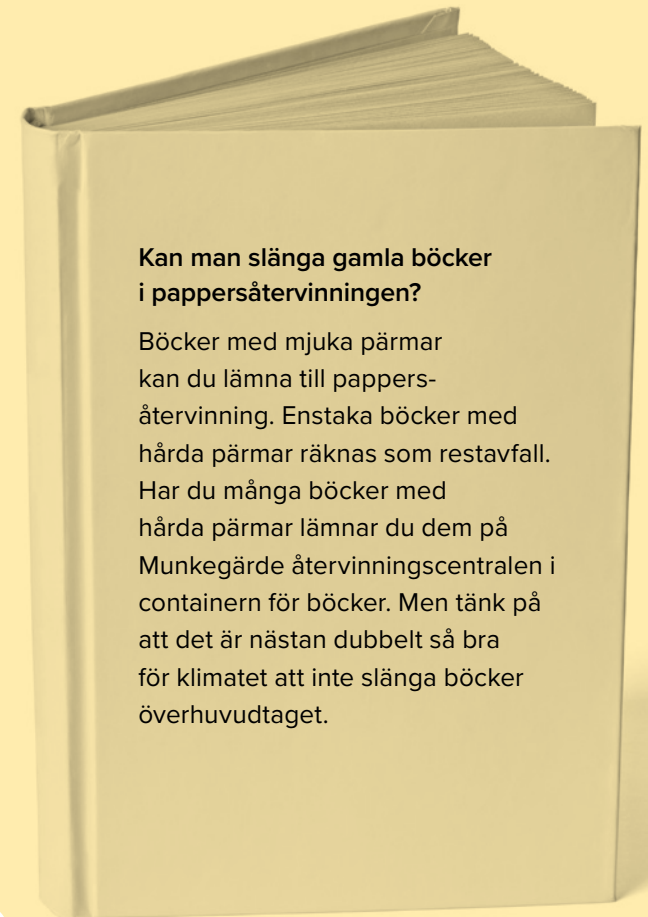 Kan man slänga gamla böcker
i pappersåtervinningen?
Böcker med mjuka pärmar
kan du lämna till pappers-
återvinning. Enstaka böcker med
hårda pärmar räknas som restavfall.
Har du många böcker med
hårda pärmar lämnar du dem på
Munkegärde återvinningscentralen i
containern för böcker. Men tänk på
att det är nästan dubbelt så bra
för klimatet att inte slänga böcker
överhuvudtaget.